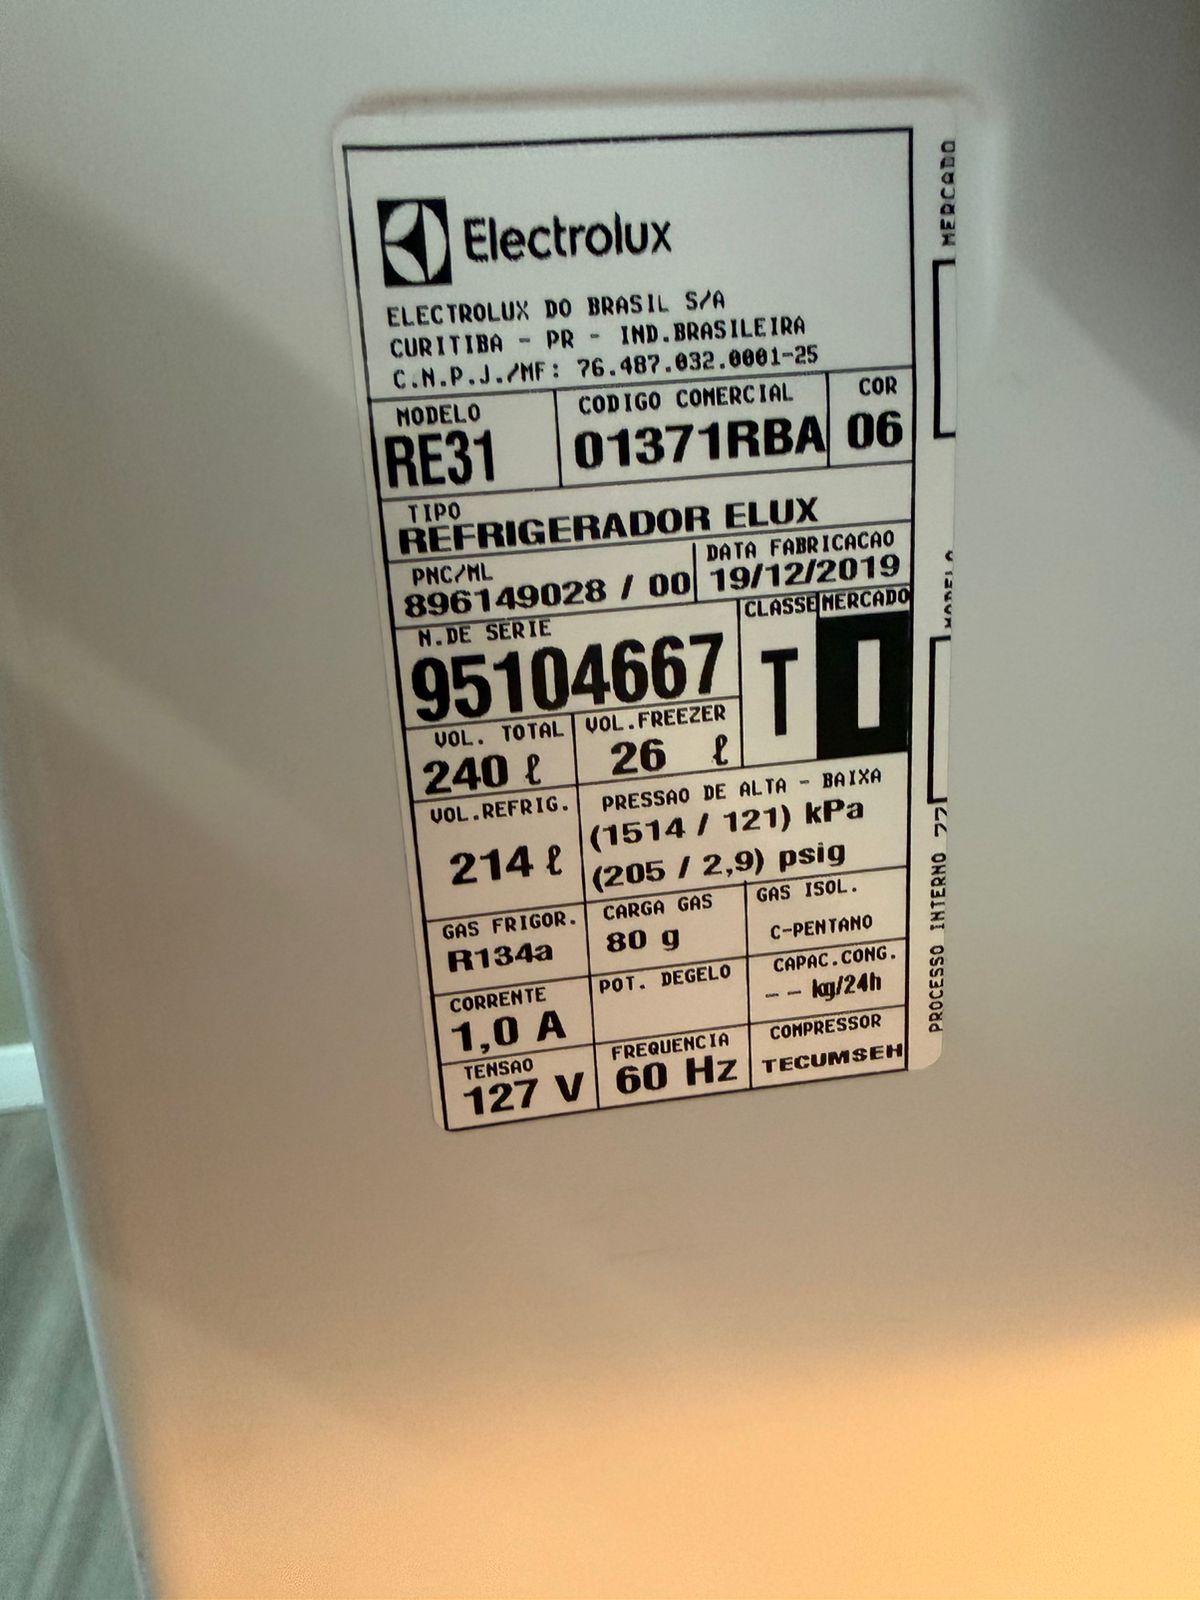 Electrolux
ELECTROLUX DO BRASIL S/A
CURITIBA - PR - IND.BRASILEIRA
C.N.P.J./MF: 76.487.032.0001-25
MODELO
RE31
CODIGO COMERCIAL
01371RBA
COR
06
TIPO
REFRIGERADOR ELUX
PNC/ML
896149028 / 00
DATA FABRICACAO
19/12/2019
N.DE SERIE
95104667
CLASSE
T
MERCADO
I
VOL. TOTAL
240 ℓ
VOL.FREEZER
26 ℓ
VOL.REFRIG.
214 ℓ
PRESSAO DE ALTA - BAIXA
(1514 / 121) kPa
(205 / 2,9) psig
GAS FRIGOR.
R134a
CARGA GAS
80 g
GAS ISOL.
C-PENTANO
CORRENTE
1,0 A
POT. DEGELO
CAPAC.CONG.
-- kg/24h
TENSAO
127 V
FREQUENCIA
60 Hz
COMPRESSOR
TECUMSEH
MERCADO
PROCESSO INTERNO